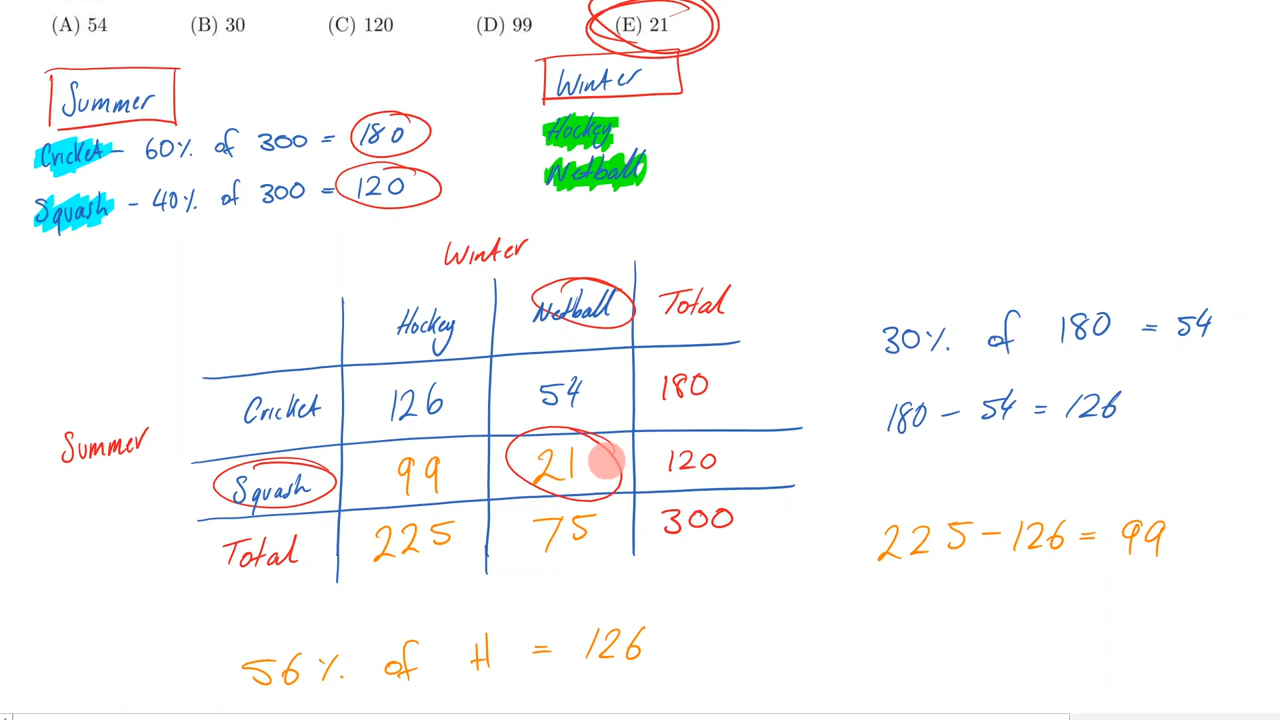 (A) 54 (B) 30 (C) 120 (D) 99 (E) 21
Summer
Cricket - 60% of 300 = 180
Squash - 40% of 300 = 120
Winter
Hockey
Netball
Winter
Hockey Netball Total
Cricket 126 54 180
Summer
Squash 99 21 120
Total 225 75 300
30% of 180 = 54
180 - 54 = 126
225 - 126 = 99
56% of H = 126